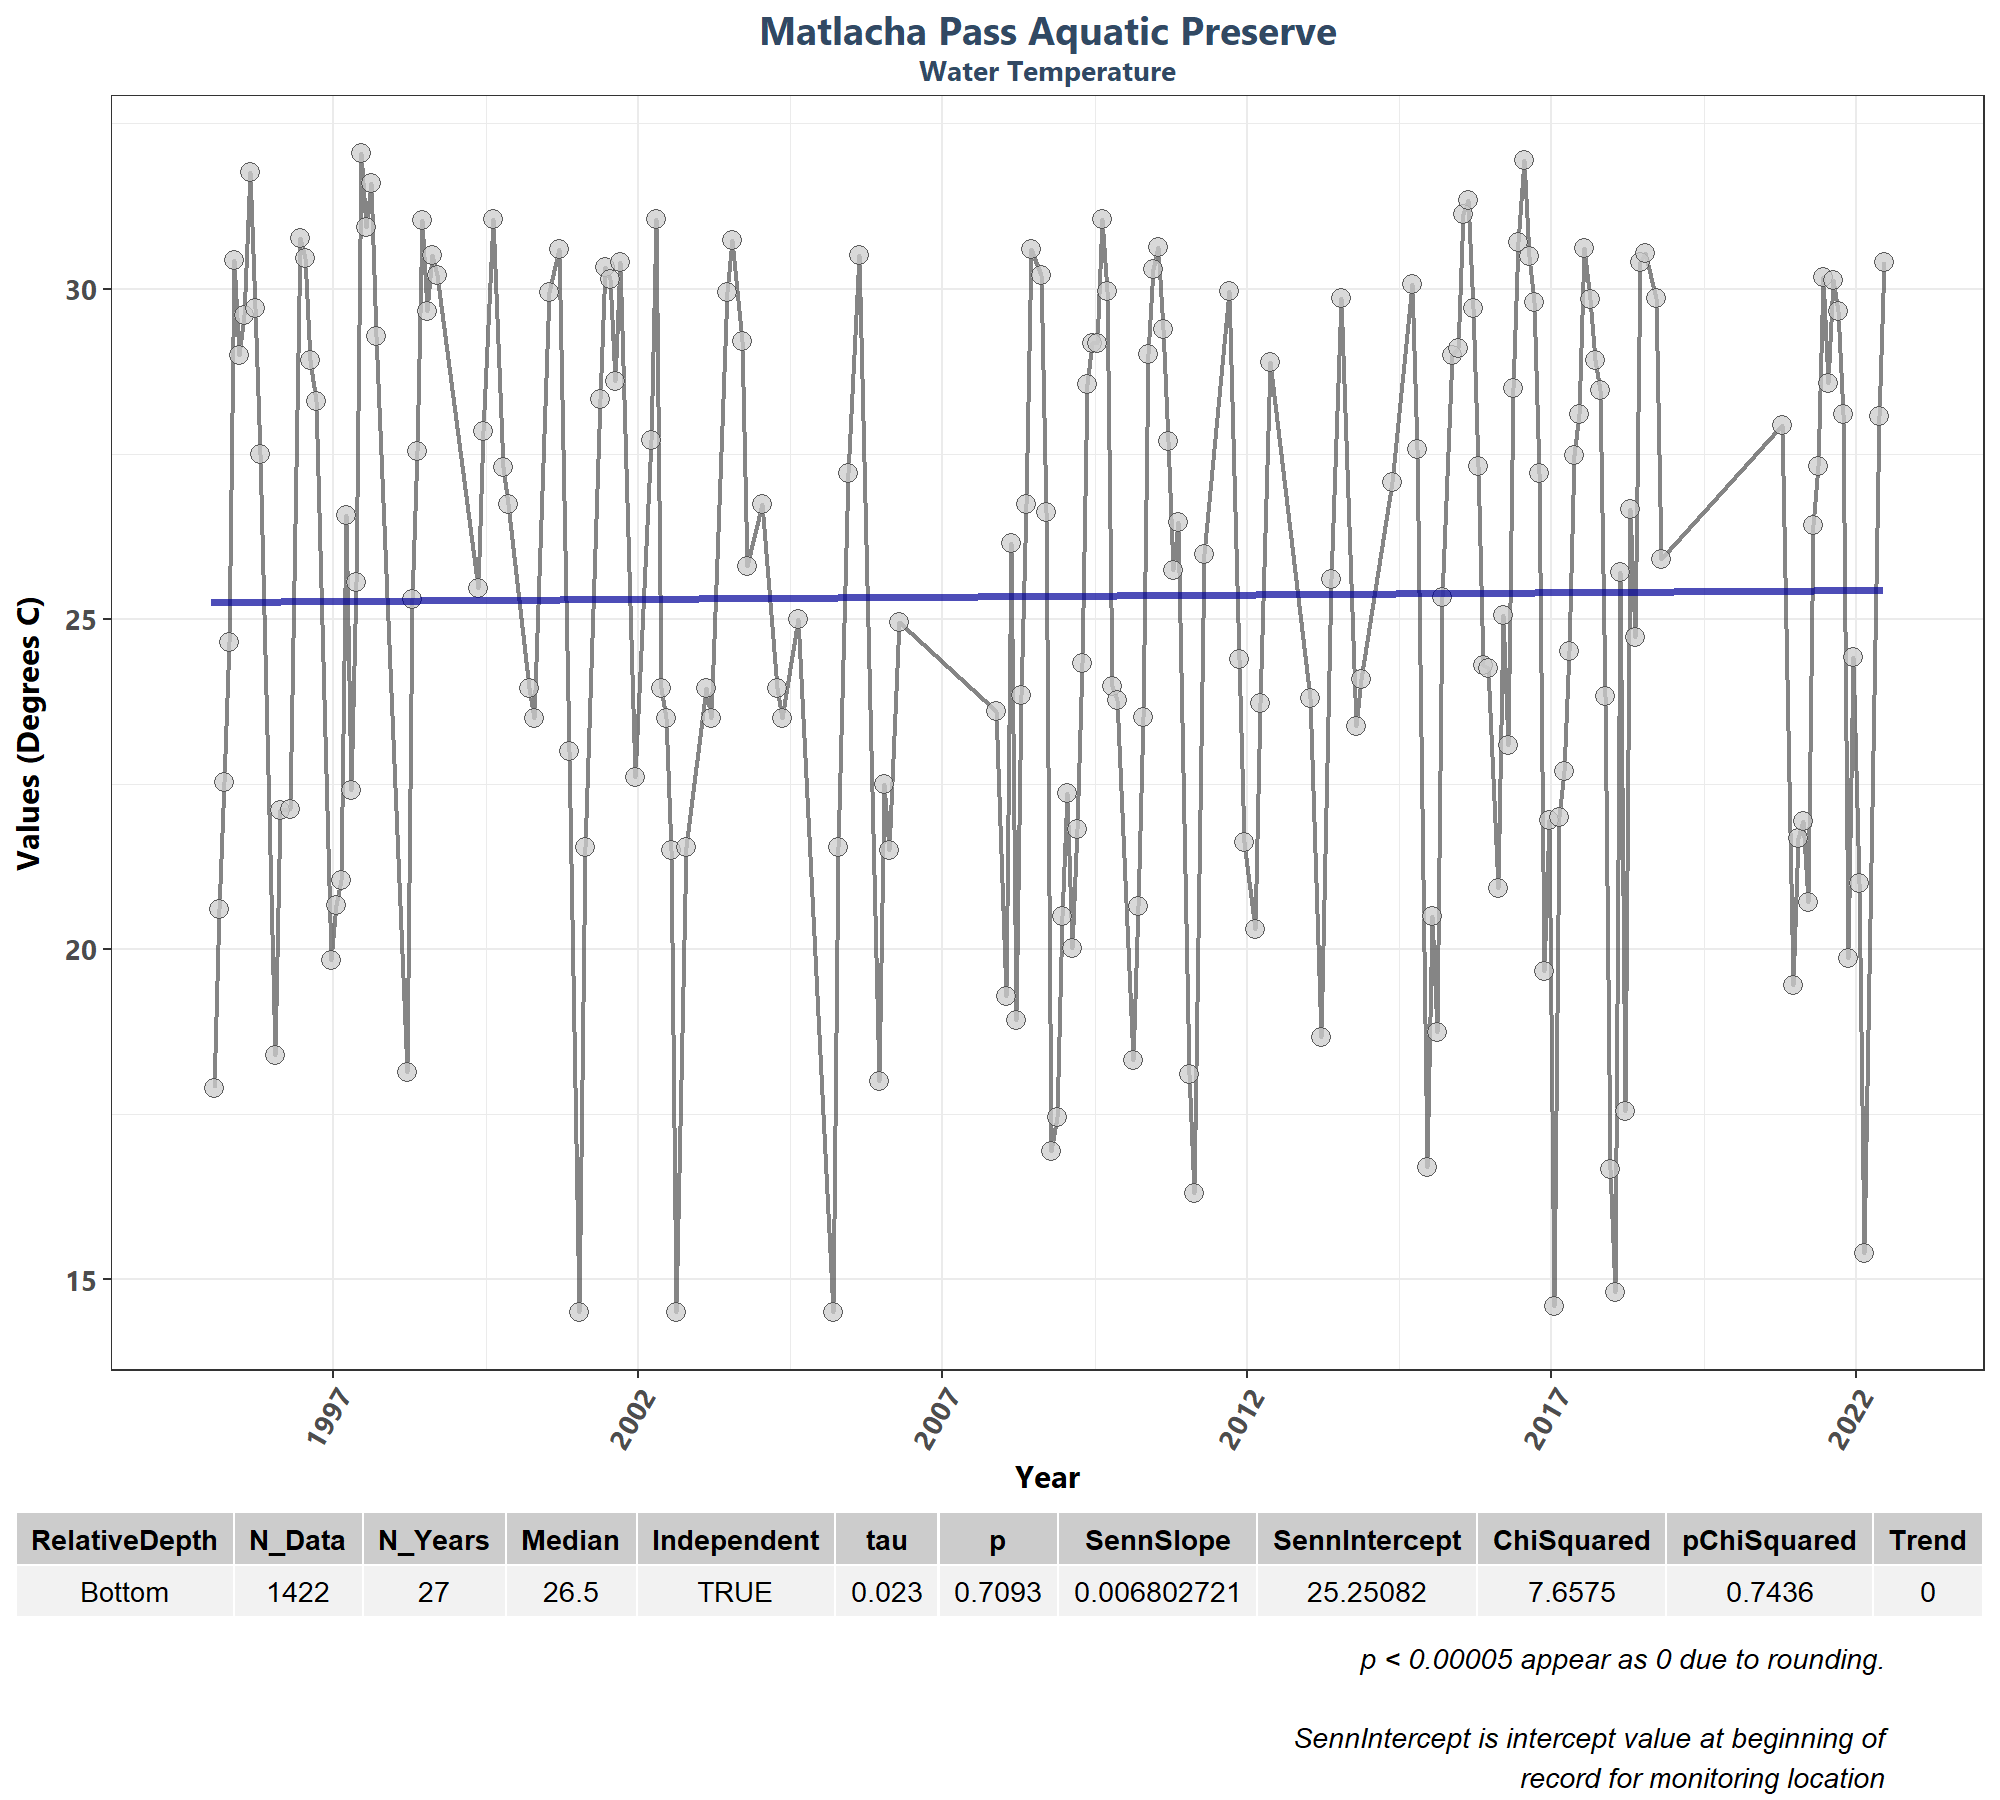 Matlacha Pass Aquatic Preserve
Water Temperature
Values (Degrees C)
30
25
20
15
1997
2002
2007
2012
2017
2022
Year
RelativeDepth N_Data N_Years Median Independent tau p SennSlope SennIntercept ChiSquared pChiSquared Trend
Bottom 1422 27 26.5 TRUE 0.023 0.7093 0.006802721 25.25082 7.6575 0.7436 0
p < 0.00005 appear as 0 due to rounding.
SennIntercept is intercept value at beginning of
record for monitoring location